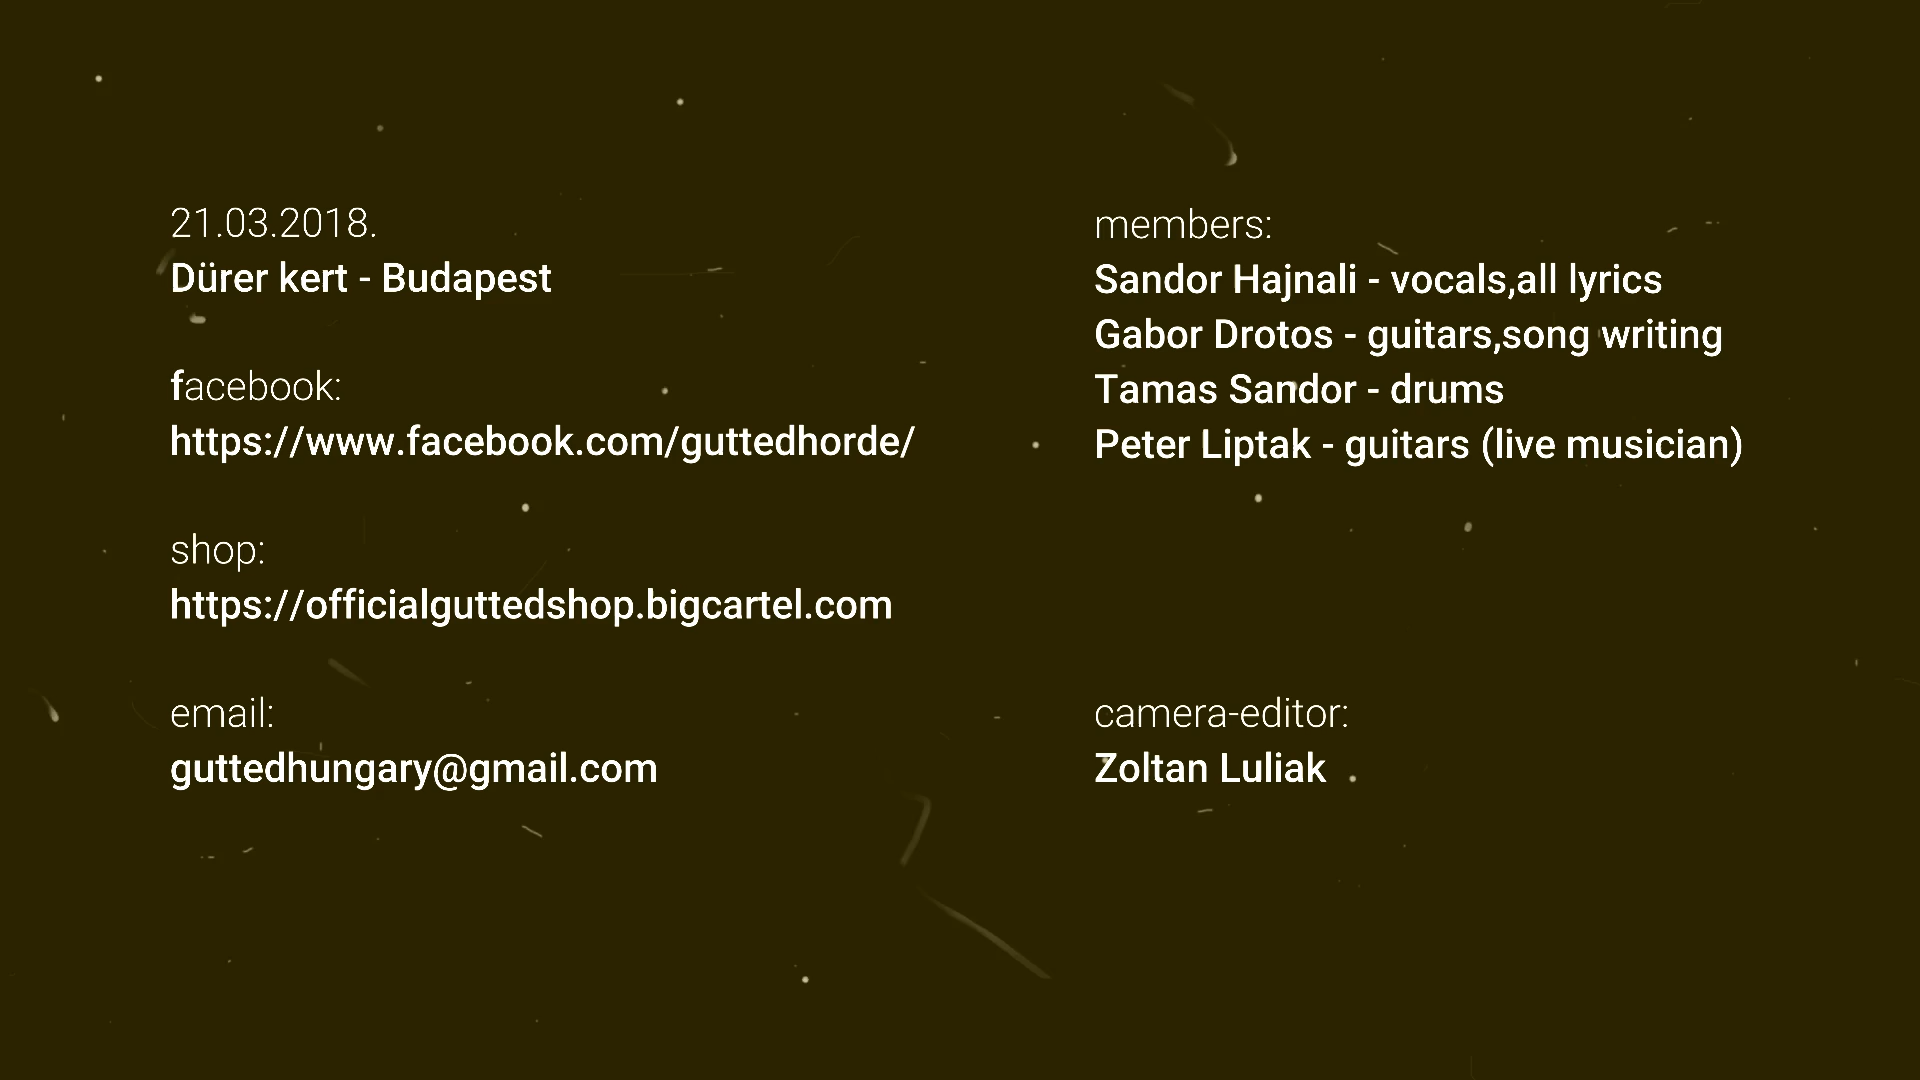 21.03.2018.
Dürer kert - Budapest
facebook:
https://www.facebook.com/guttedhorde/
shop:
https://officialguttedshop.bigcartel.com
email:
guttedhungary@gmail.com
members:
Sandor Hajnali - vocals,all lyrics
Gabor Drotos - guitars,song writing
Tamas Sandor - drums
Peter Liptak - guitars (live musician)
camera-editor:
Zoltan Luliak